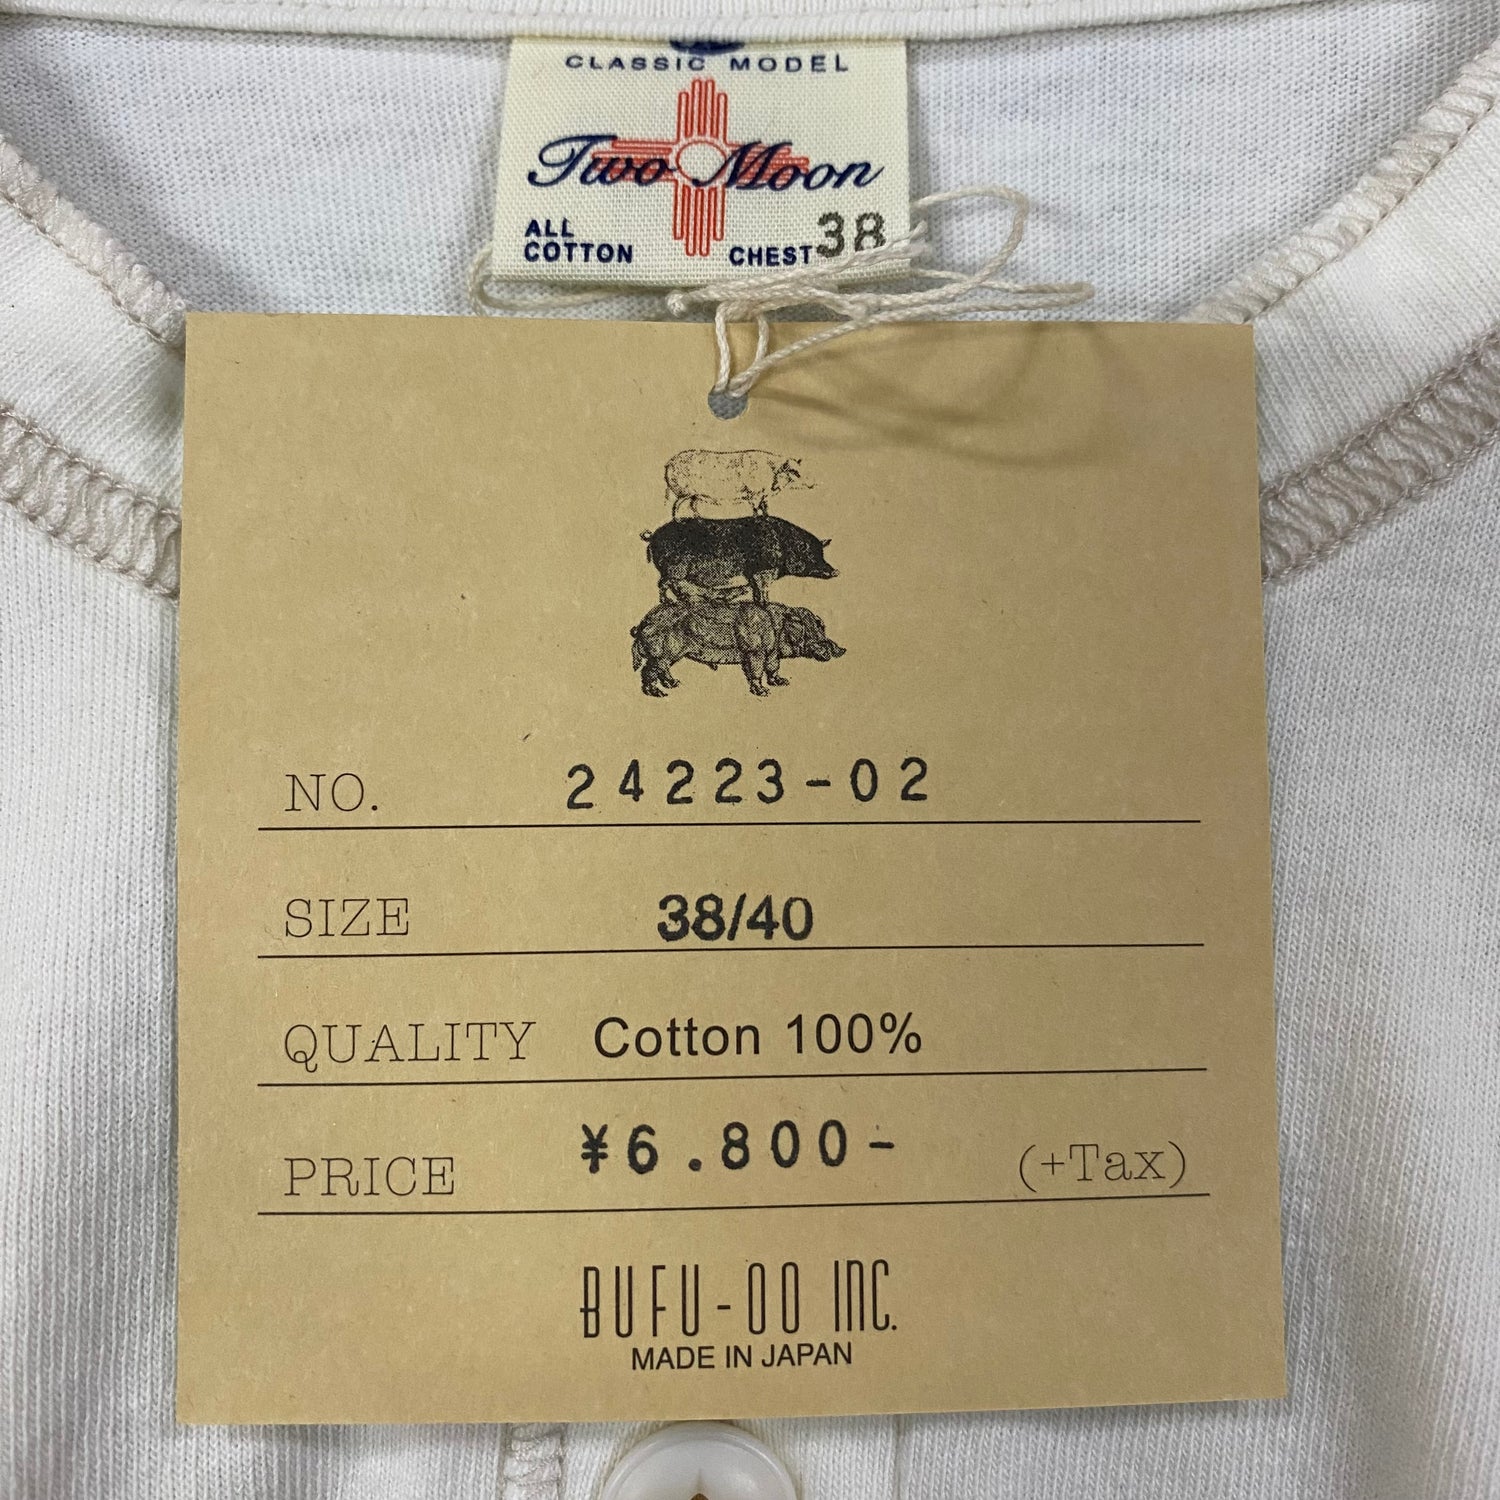 CLASSIC MODEL
Two Moon
ALL
COTTON
CHEST 38
NO. 24223-02
SIZE 38/40
QUALITY Cotton 100%
PRICE ¥6.800- (+Tax)
BUFU-OO INC.
MADE IN JAPAN